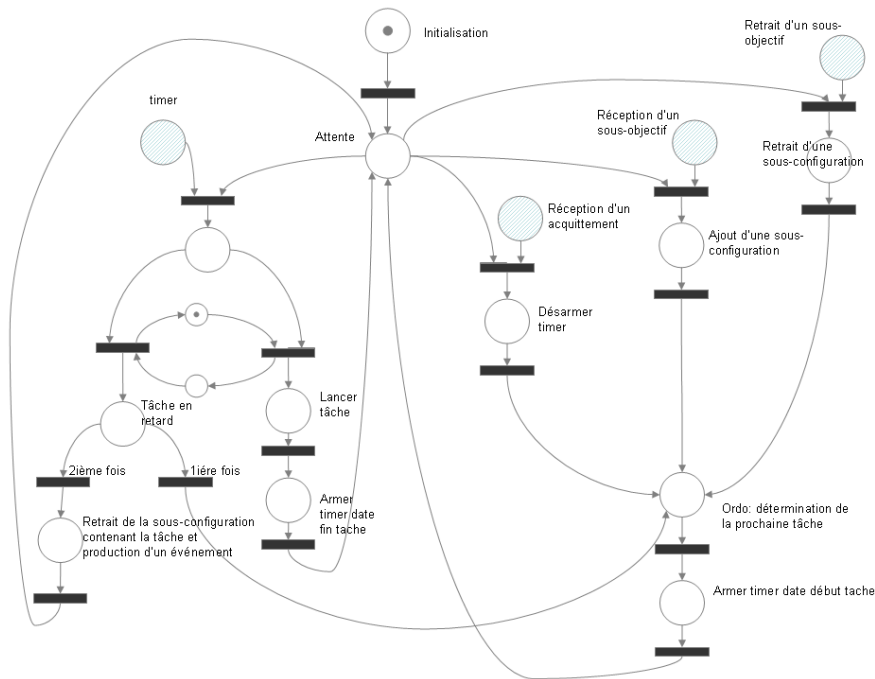 Initialisation
Retrait d'un sous-
objectif
timer
Attente
Réception d'un
sous-objectif
Retrait d'une
sous-configuration
Réception d'un
acquittement
Ajout d'une sous-
configuration
Désarmer
timer
Tâche en
retard
Lancer
tâche
2ième fois
1iére fois
Armer
timer date
fin tache
Retrait de la sous-configuration
contenant la tâche et
production d'un événement
Ordo: détermination de
la prochaine tâche
Armer timer date début tache